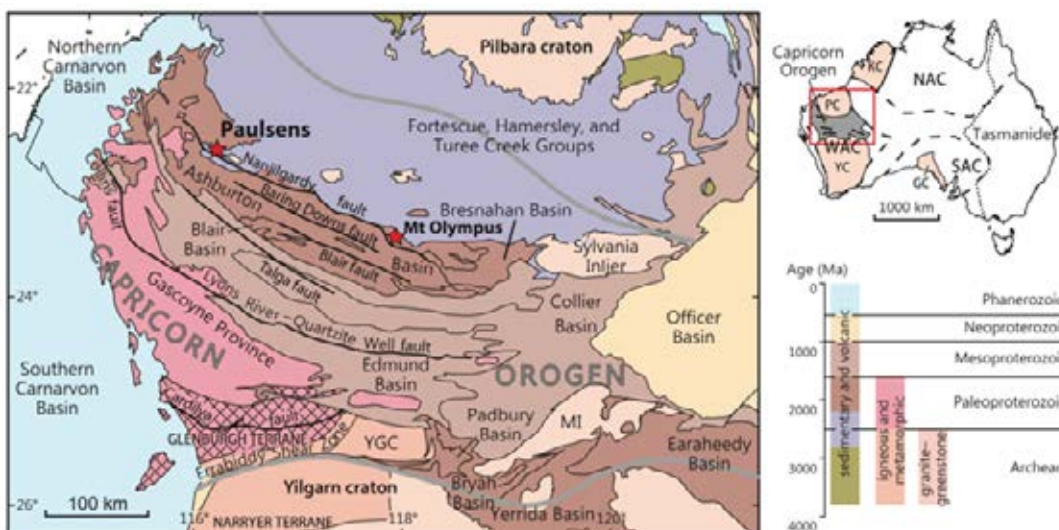 Northern
Carnarvon
Basin
22°
Pilbara craton
Paulsens
Fortescue, Hamersley, and
Turee Creek Groups
Nanjilgardy fault
Ashburton
Baring Downs fault
Bresnahan Basin
Mt Olympus
Blair
Basin
Blair fault
Basin
Sylvania
Inlier
Talga fault
24°
Collier
Basin
Officer
Basin
CAPRICORN
OROGEN
Gascoyne Province
Lyons River – Quartzite Well fault
Edmund
Basin
Southern
Carnarvon
Basin
fault
GLENBURGH TERRANE
Errabiddy Shear Zone
YGC
Padbury
Basin
MI
Earaheedy
Basin
Bryah
Basin
Yerrida Basin
Yilgarn craton
NARRYER TERRANE
26°
100 km
116°
118°
120°
Capricorn
Orogen
KC
NAC
PC
WAC
YC
GC
SAC
Tasmanide
1000 km
Age (Ma)
0
1000
2000
3000
4000
sedimentary and volcanic
igneous and
metamorphic
granite–
greenstone
Phanerozoi
Neoproterozoi
Mesoproterozoi
Paleoproterozoi
Archean